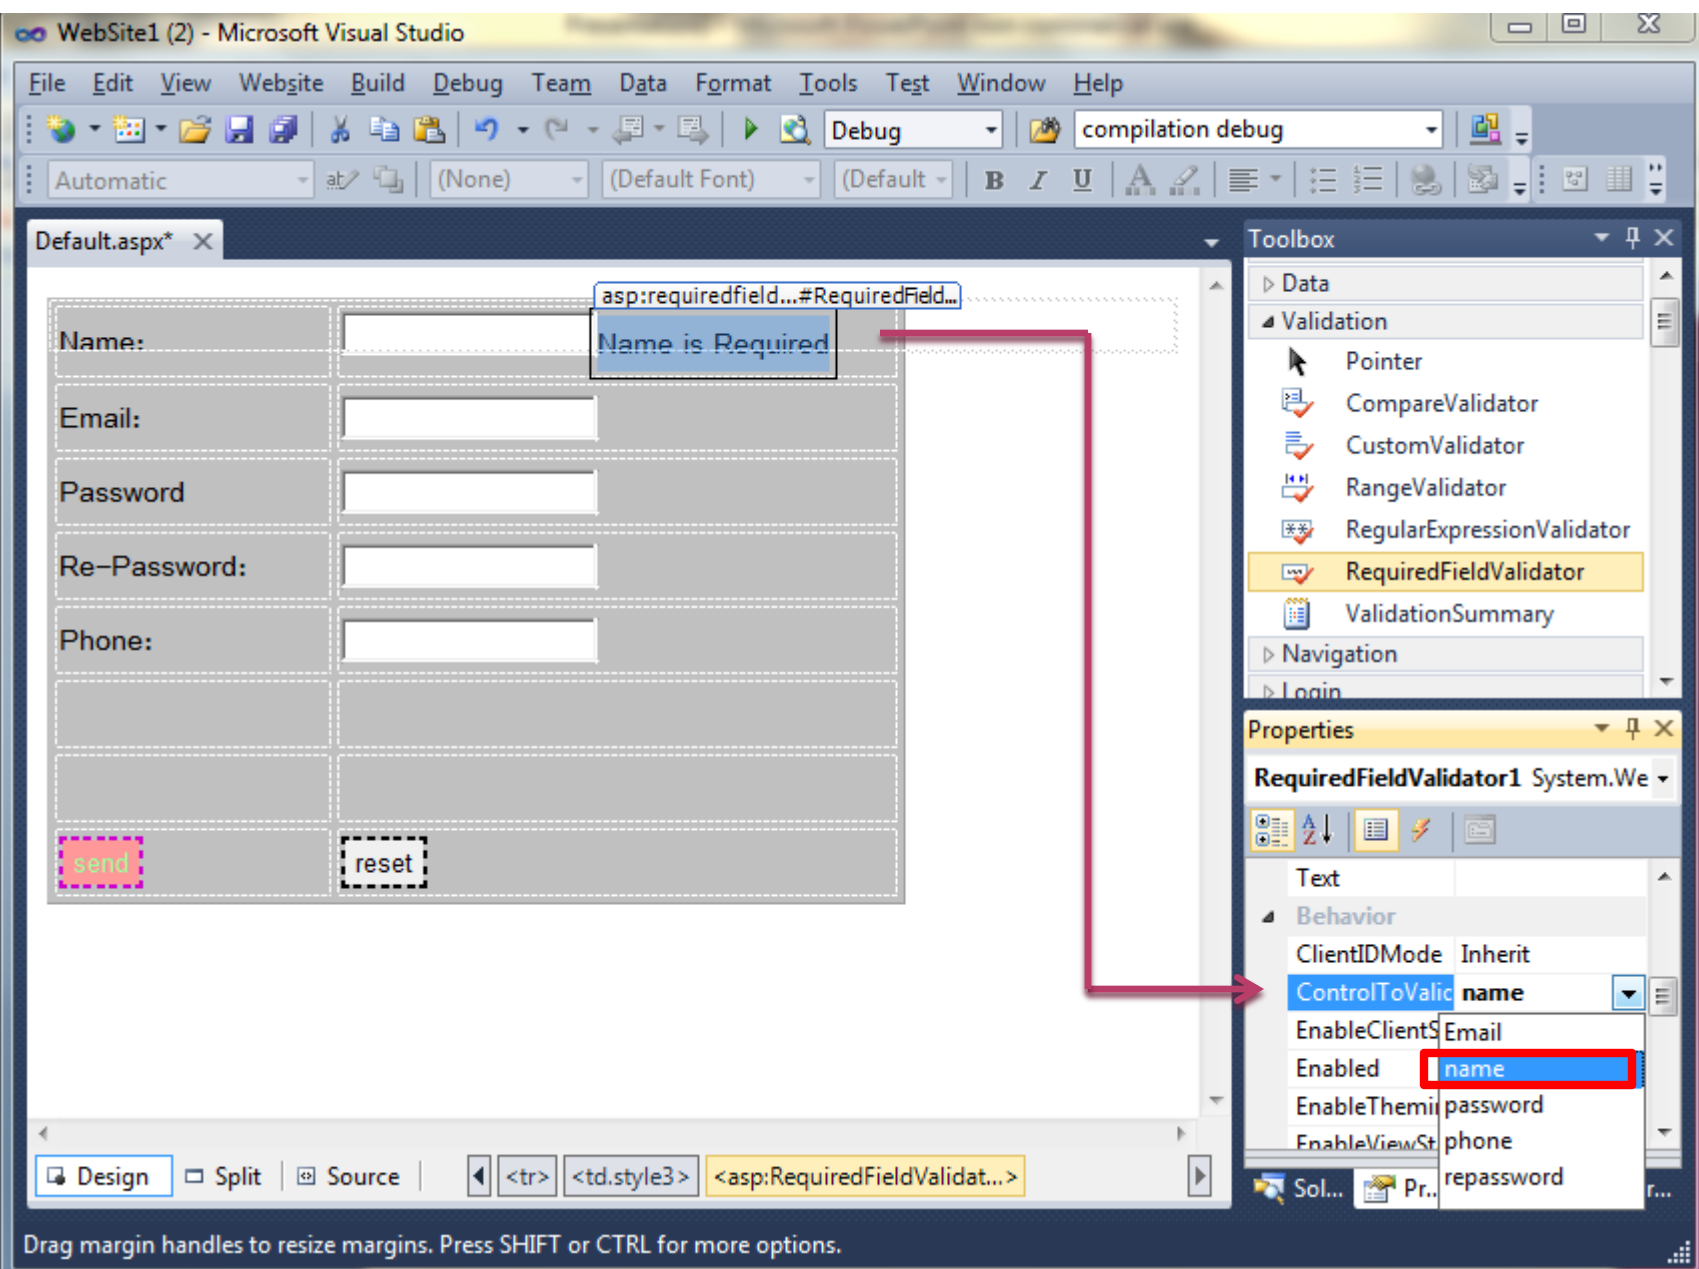 WebSite1 (2) - Microsoft Visual Studio
File Edit View Website Build Debug Team Data Format Tools Test Window Help
Debug compilation debug
Automatic (None) (Default Font) (Default B I U A
Default.aspx*
asp:requiredfield...#RequiredField...
Name: Name is Required
Email:
Password
Re-Password:
Phone:
send reset
Toolbox
Data
Validation
Pointer
CompareValidator
CustomValidator
RangeValidator
RegularExpressionValidator
RequiredFieldValidator
ValidationSummary
Navigation
Login
Properties
RequiredFieldValidator1 System.We
Text
Behavior
ClientIDMode Inherit
ControlToValid name
EnableClientS
Enabled
EnableThemin
EnableViewSt
Email
name
password
phone
repassword
Design Split Source <tr> <td.style3> <asp:RequiredFieldValidat...>
Sol... Pr... r...
Drag margin handles to resize margins. Press SHIFT or CTRL for more options.